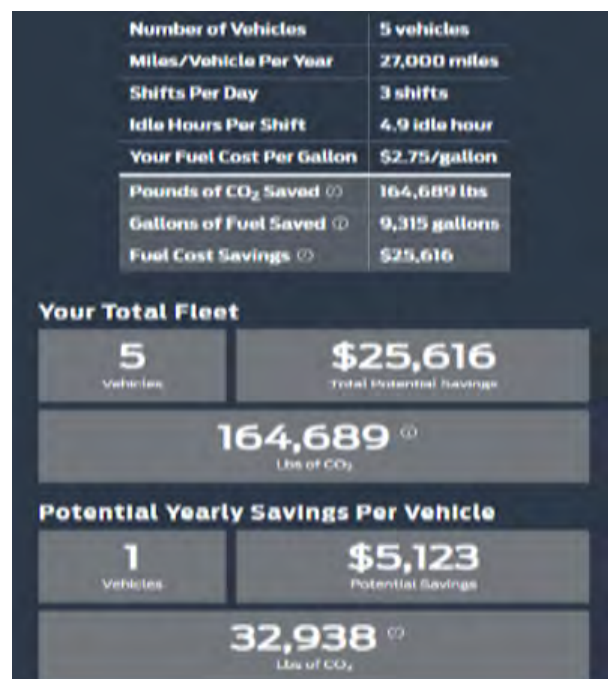 Number of Vehicles 5 vehicles
Miles/Vehicle Per Year 27,000 miles
Shifts Per Day 3 shifts
Idle Hours Per Shift 4.9 idle hour
Your Fuel Cost Per Gallon $2.75/gallon
Pounds of CO₂ Saved ⓘ 164,689 lbs
Gallons of Fuel Saved ⓘ 9,315 gallons
Fuel Cost Savings ⓘ $25,616
Your Total Fleet
5 $25,616
Vehicles Total Potential Savings
164,689 ⓘ
Lbs of CO₂
Potential Yearly Savings Per Vehicle
1 $5,123
Vehicles Potential Savings
32,938 ⓘ
Lbs of CO₂